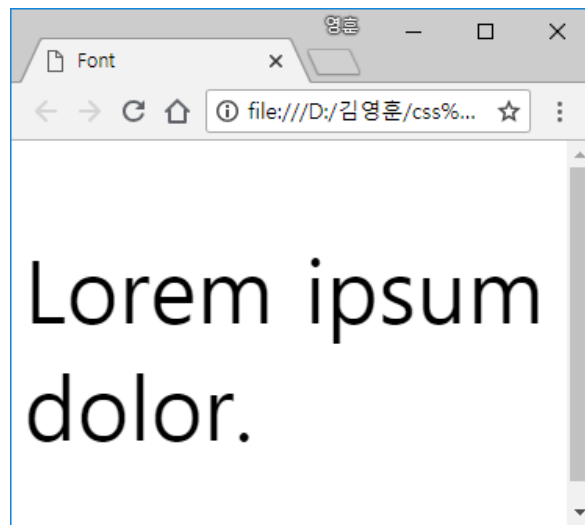 영훈
Font
file:///D:/김영훈/css%...
Lorem ipsum
dolor.